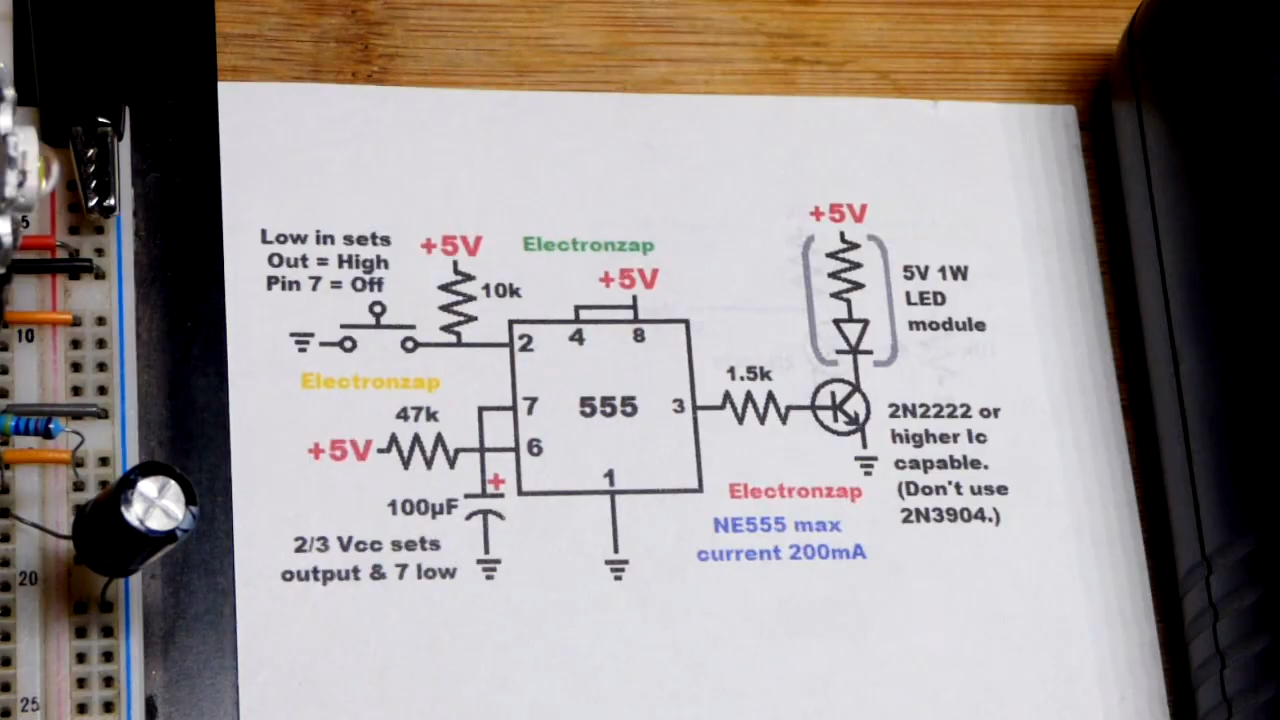 Low in sets
Out = High
Pin 7 = Off
+5V
10k
Electronzap
+5V
+5V
5V 1W
LED
module
2
4
8
Electronzap
47k
+5V
7
6
555
3
1
1.5k
2N2222 or
higher Ic
capable.
(Don't use
2N3904.)
+
100µF
2/3 Vcc sets
output & 7 low
Electronzap
NE555 max
current 200mA
5
10
20
25